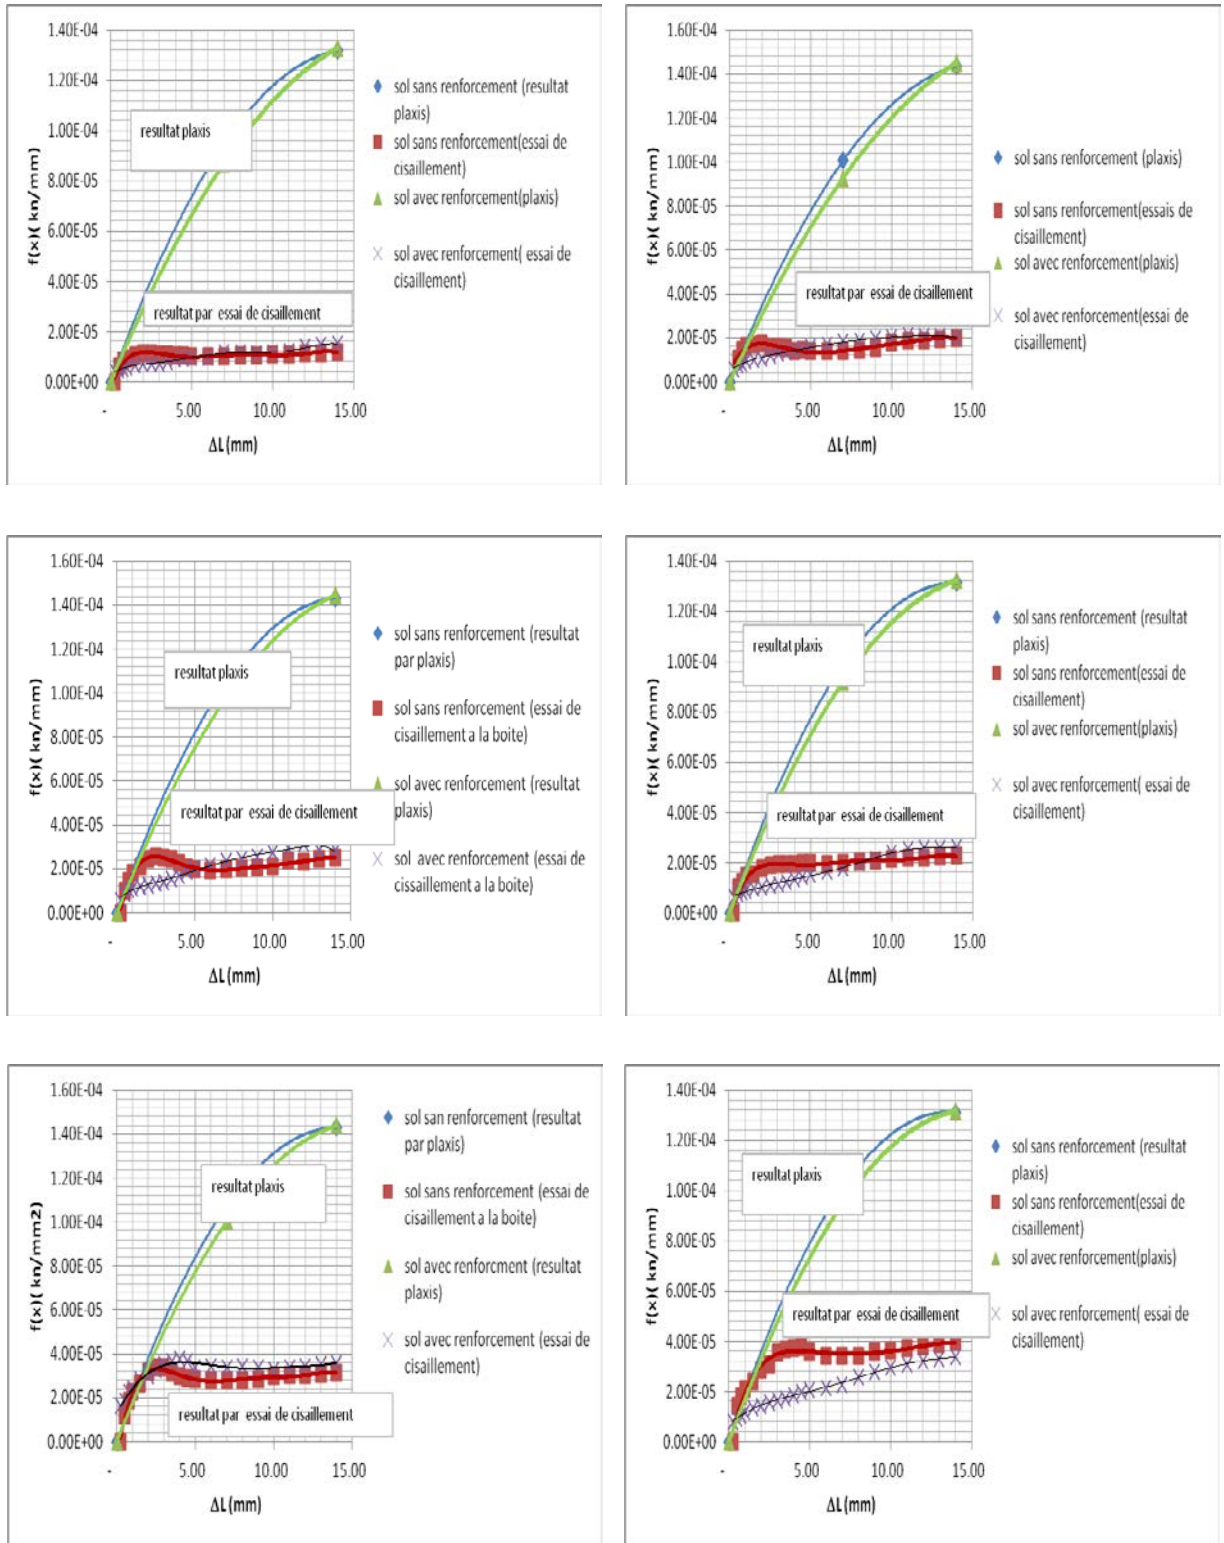 1.40E-04
1.20E-04
1.00E-04
8.00E-05
6.00E-05
4.00E-05
2.00E-05
0.00E+00
f(x)( kn/mm)
-
5.00
10.00
15.00
ΔL(mm)
resultat plaxis
resultat par essai de cisaillement
sol sans renforcement (resultat
plaxis)
sol sans renforcement(essai de
cisaillement)
sol avec renforcement(plaxis)
sol avec renforcement( essai de
cisaillement)
1.60E-04
1.40E-04
1.20E-04
1.00E-04
8.00E-05
6.00E-05
4.00E-05
2.00E-05
0.00E+00
f(x)( kn/mm)
-
5.00
10.00
15.00
ΔL(mm)
resultat par essai de cisaillement
sol sans renforcement (plaxis)
sol sans renforcement(essais de
cisaillement)
sol avec renforcement(plaxis)
sol avec renforcement(essai de
cisaillement)
1.60E-04
1.40E-04
1.20E-04
1.00E-04
8.00E-05
6.00E-05
4.00E-05
2.00E-05
0.00E+00
f(x)( kn/mm)
-
5.00
10.00
15.00
ΔL(mm)
resultat plaxis
resultat par essai de cisaillement
sol sans renforcement (resultat
par plaxis)
sol sans renforcement (essai de
cisaillement a la boite)
sol avec renforcement (resultat
plaxis)
sol avec renforcement (essai de
cissaillement a la boite)
1.40E-04
1.20E-04
1.00E-04
8.00E-05
6.00E-05
4.00E-05
2.00E-05
0.00E+00
f(x)( kn/mm)
-
5.00
10.00
15.00
ΔL(mm)
resultat plaxis
resultat par essai de cisaillement
sol sans renforcement (resultat
plaxis)
sol sans renforcement(essai de
cisaillement)
sol avec renforcement(plaxis)
sol avec renforcement( essai de
cisaillement)
1.60E-04
1.40E-04
1.20E-04
1.00E-04
8.00E-05
6.00E-05
4.00E-05
2.00E-05
0.00E+00
f(x)( kn/mm2)
-
5.00
10.00
15.00
ΔL(mm)
resultat plaxis
resultat par essai de cisaillement
sol san renforcement (resultat
par plaxis)
sol sans renforcement (essai de
cisaillement a la boite)
sol avec renforcment (resultat
plaxis)
sol avec renforcement (essai de
cisaillement)
1.40E-04
1.20E-04
1.00E-04
8.00E-05
6.00E-05
4.00E-05
2.00E-05
0.00E+00
f(x)( kn/mm)
-
5.00
10.00
15.00
ΔL(mm)
resultat plaxis
resultat par essai de cisaillement
sol sans renforcement (resultat
plaxis)
sol sans renforcement(essai de
cisaillement)
sol avec renforcement(plaxis)
sol avec renforcement( essai de
cisaillement)